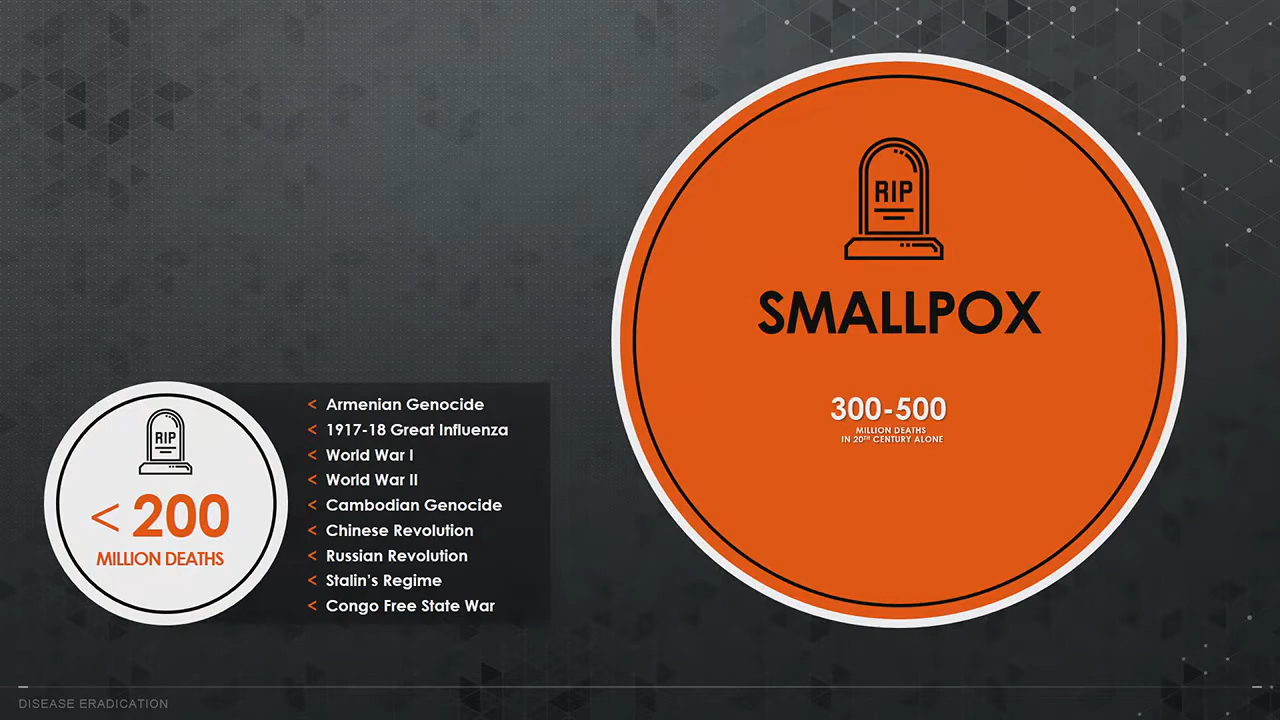 RIP
< 200
MILLION DEATHS
< Armenian Genocide
< 1917-18 Great Influenza
< World War I
< World War II
< Cambodian Genocide
< Chinese Revolution
< Russian Revolution
< Stalin's Regime
< Congo Free State War
RIP
SMALLPOX
300-500
MILLION DEATHS
IN 20TH CENTURY ALONE
DISEASE ERADICATION